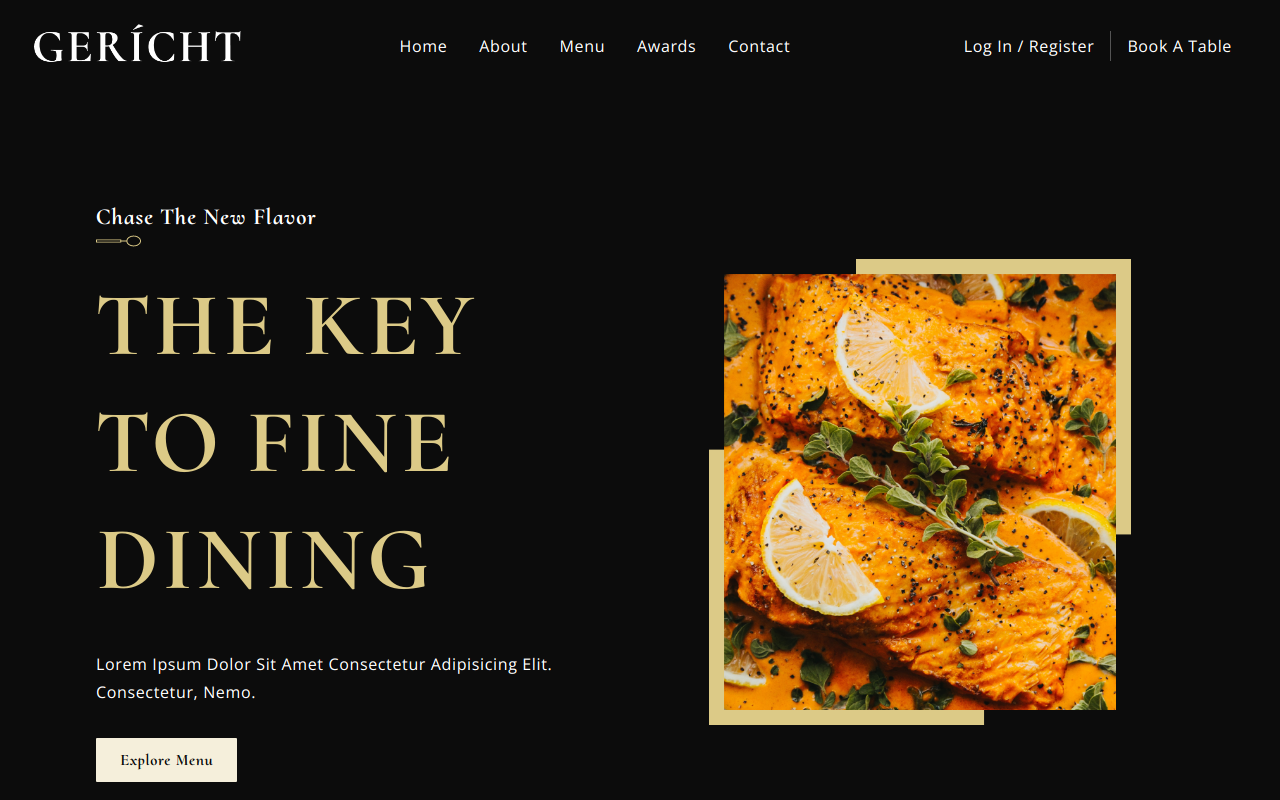 GERÍCHT
Home About Menu Awards Contact
Log In / Register Book A Table
Chase The New Flavor
THE KEY
TO FINE
DINING
Lorem Ipsum Dolor Sit Amet Consectetur Adipisicing Elit.
Consectetur, Nemo.
Explore Menu